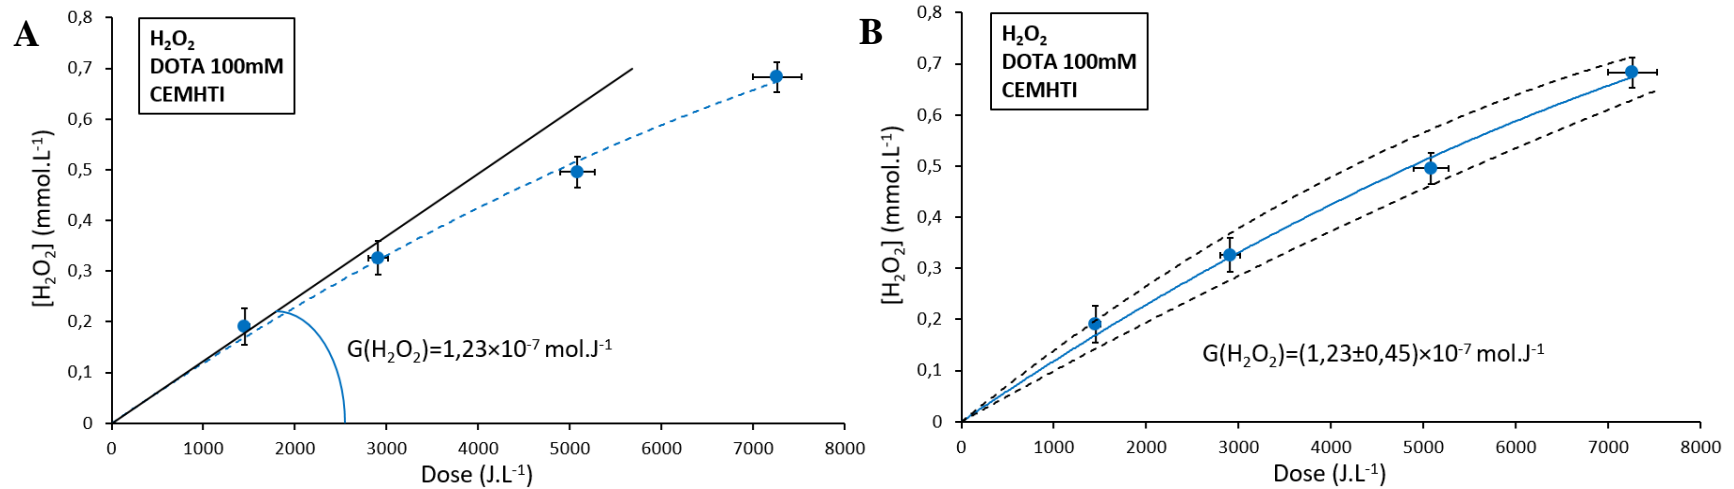 A
H₂O₂
DOTA 100mM
CEMHTI
[H₂O₂] (mmol.L⁻¹)
0,8
0,7
0,6
0,5
0,4
0,3
0,2
0,1
0
G(H₂O₂)=1,23×10⁻⁷ mol.J⁻¹
0 1000 2000 3000 4000 5000 6000 7000 8000
Dose (J.L⁻¹)
B
H₂O₂
DOTA 100mM
CEMHTI
[H₂O₂] (mmol.L⁻¹)
0,8
0,7
0,6
0,5
0,4
0,3
0,2
0,1
0
G(H₂O₂)=(1,23±0,45)×10⁻⁷ mol.J⁻¹
0 1000 2000 3000 4000 5000 6000 7000 8000
Dose (J.L⁻¹)